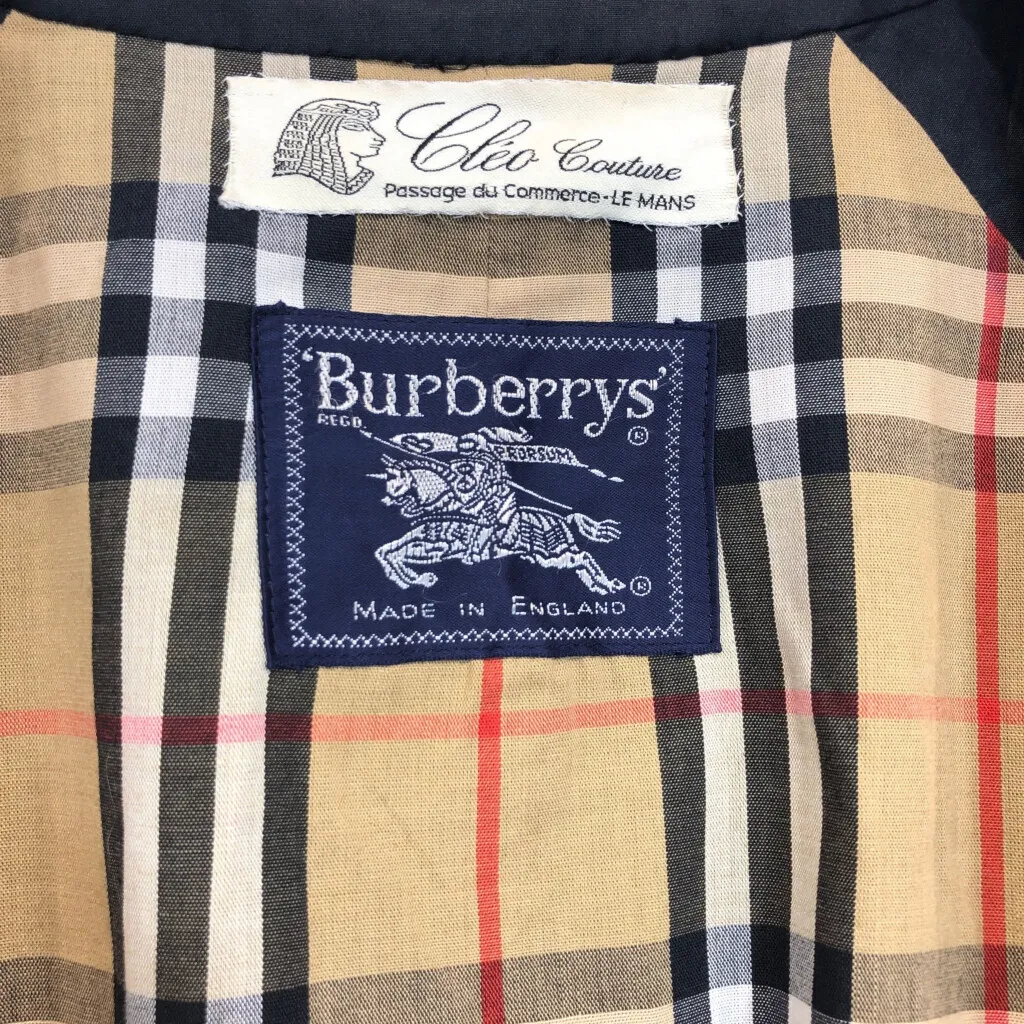 Cléo Couture
Passage du Commerce-LE MANS
'Burberrys'
REGD.
®
PRORSUM
®
MADE IN ENGLAND